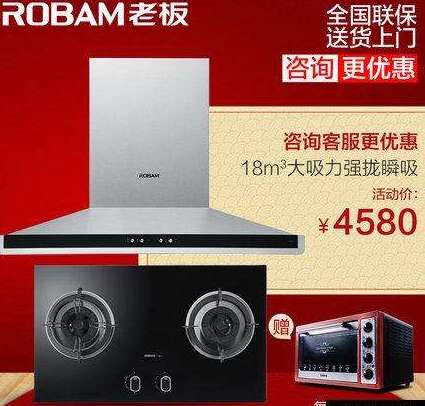 ROBAM老板
全国联保
送货上门
咨询 更优惠
咨询客服更优惠
18m³大吸力强拢瞬吸
活动价:
¥4580
ROBAM
赠